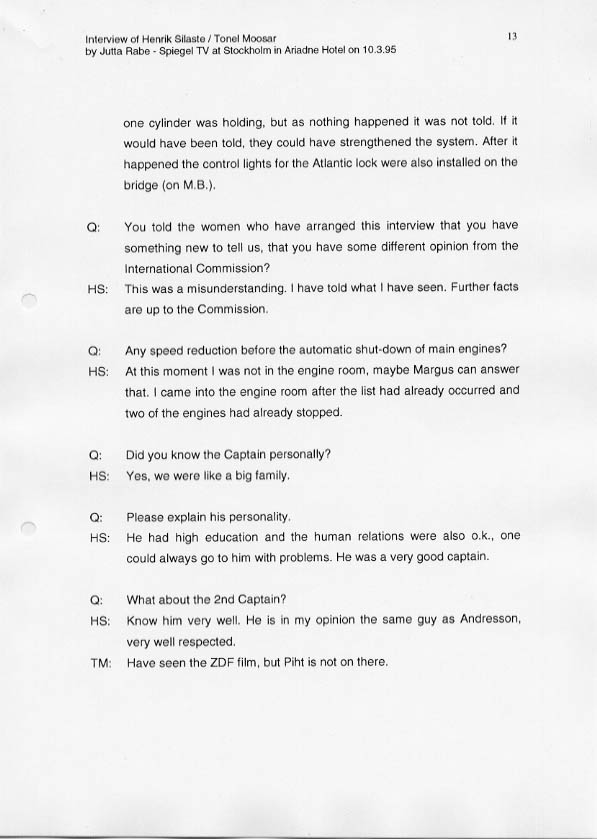 Interview of Henrik Silaste / Tonel Moosar
13
by Jutta Rabe - Spiegel TV at Stockholm in Ariadne Hotel on 10.3.95
one cylinder was holding, but as nothing happened it was not told. If it
would have been told, they could have strengthened the system. After it
happened the control lights for the Atlantic lock were also installed on the
bridge (on M.B.).
Q: You told the women who have arranged this interview that you have
something new to tell us, that you have some different opinion from the
International Commission?
HS: This was a misunderstanding. I have told what I have seen. Further facts
are up to the Commission.
Q: Any speed reduction before the automatic shut-down of main engines?
HS: At this moment I was not in the engine room, maybe Margus can answer
that. I came into the engine room after the list had already occurred and
two of the engines had already stopped.
Q: Did you know the Captain personally?
HS: Yes, we were like a big family.
Q: Please explain his personality.
HS: He had high education and the human relations were also o.k., one
could always go to him with problems. He was a very good captain.
Q: What about the 2nd Captain?
HS: Know him very well. He is in my opinion the same guy as Andresson,
very well respected.
TM: Have seen the ZDF film, but Piht is not on there.